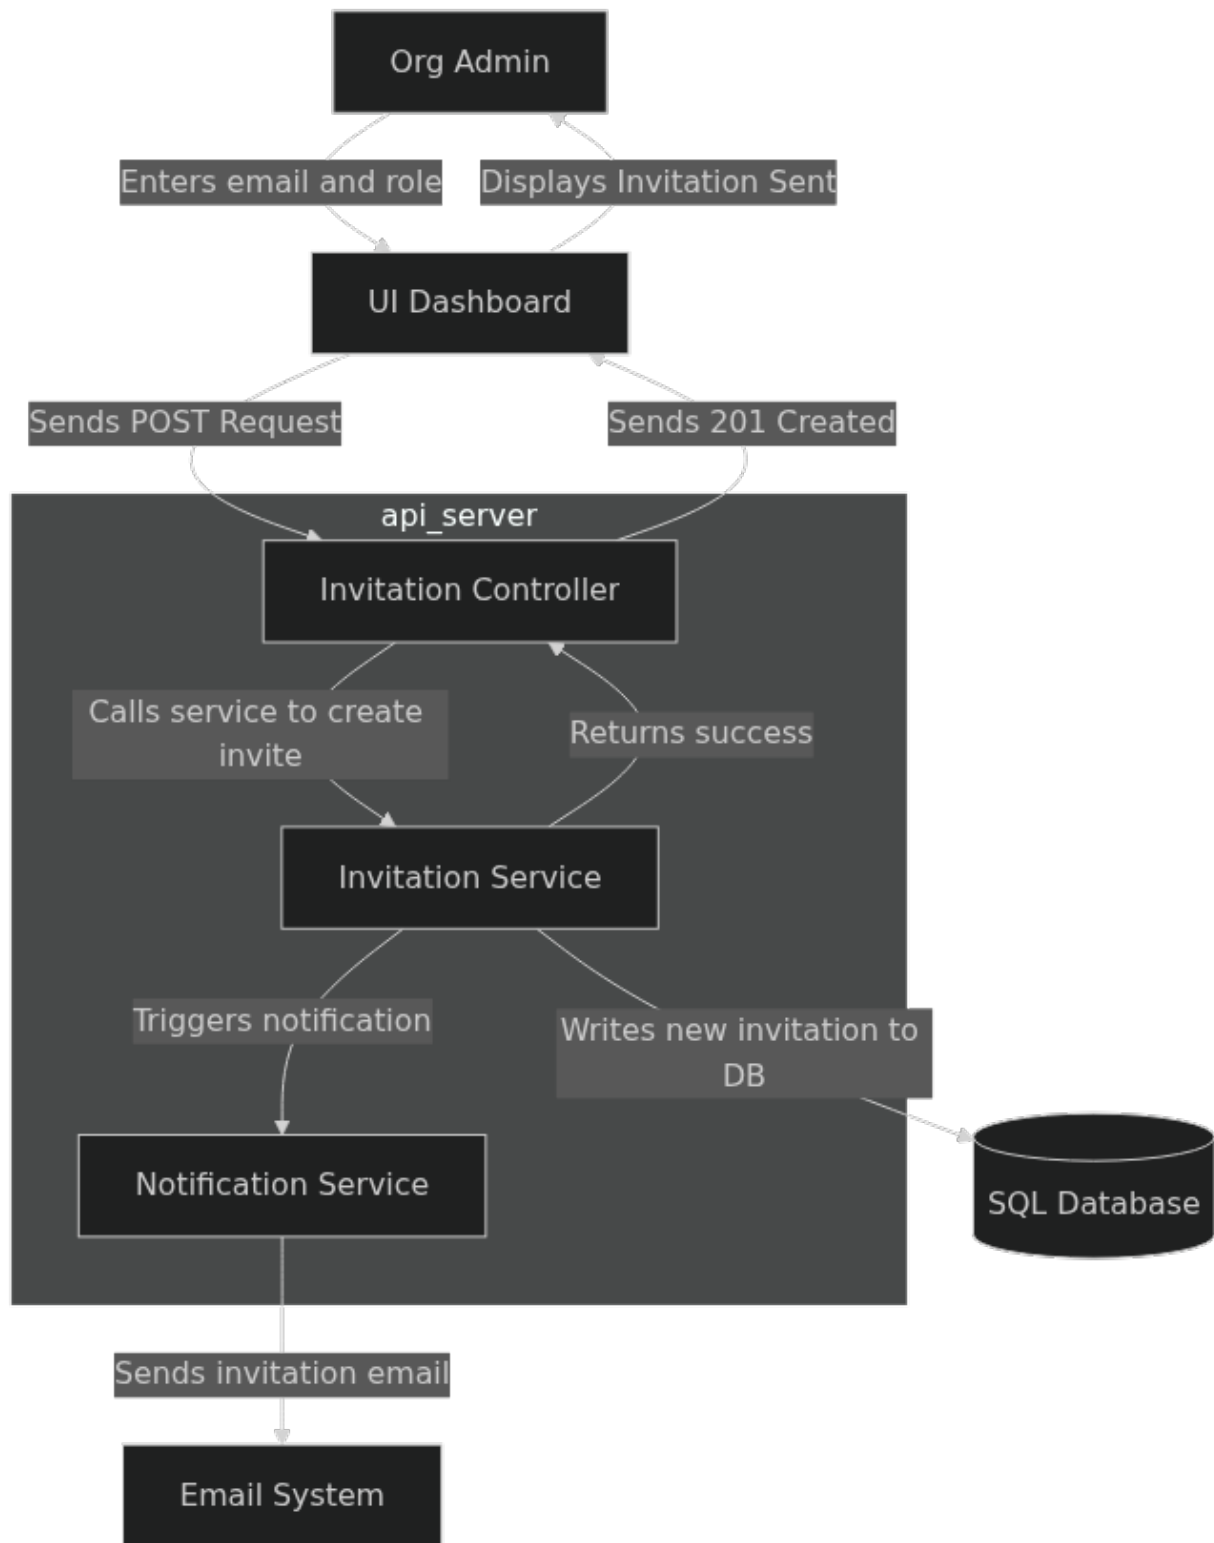 Org Admin
Enters email and role
Displays Invitation Sent
UI Dashboard
Sends POST Request
Sends 201 Created
api_server
Invitation Controller
Calls service to create
invite
Returns success
Invitation Service
Triggers notification
Writes new invitation to
DB
Notification Service
SQL Database
Sends invitation email
Email System